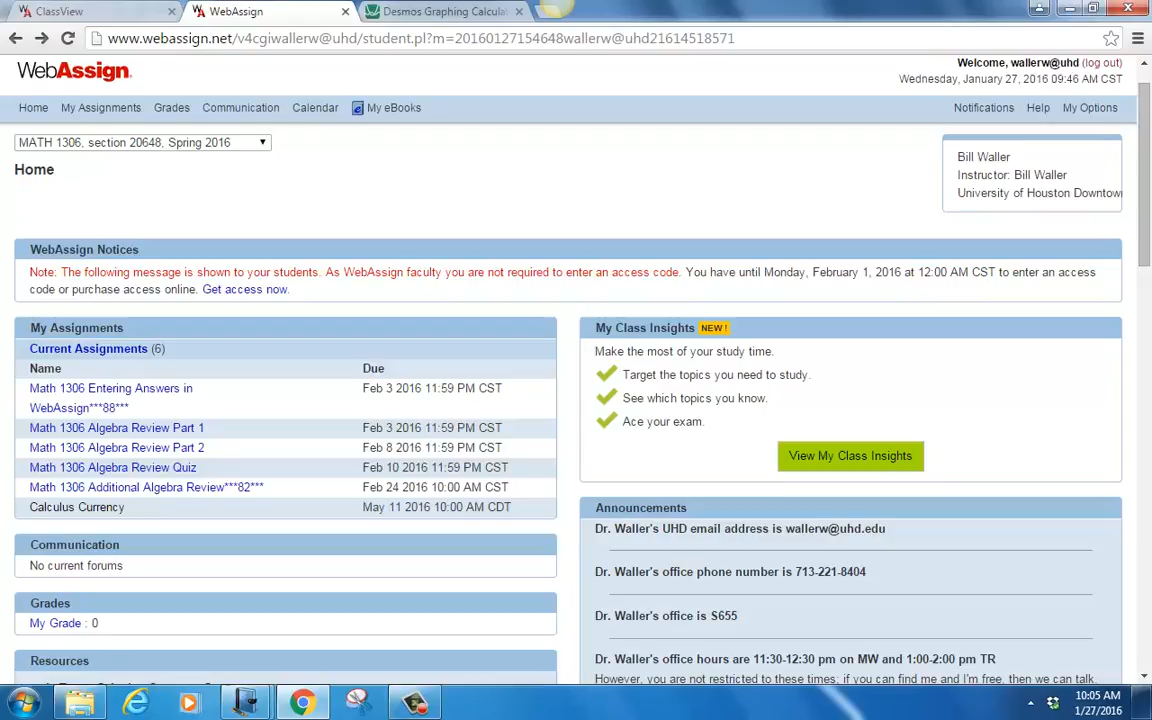 ClassView
WebAssign
Desmos Graphing Calcula
www.webassign.net/v4cgiwallerw@uhd/student.pl?m=20160127154648wallerw@uhd21614518571
WebAssign.
Welcome, wallerw@uhd (log out)
Wednesday, January 27, 2016 09:46 AM CST
Home My Assignments Grades Communication Calendar My eBooks Notifications Help My Options
MATH 1306, section 20648, Spring 2016
Home
Bill Waller
Instructor: Bill Waller
University of Houston Downtown
WebAssign Notices
Note: The following message is shown to your students. As WebAssign faculty you are not required to enter an access code. You have until Monday, February 1, 2016 at 12:00 AM CST to enter an access
code or purchase access online. Get access now.
My Assignments
Current Assignments (6)
Name Due
Math 1306 Entering Answers in Feb 3 2016 11:59 PM CST
WebAssign***88***
Math 1306 Algebra Review Part 1 Feb 3 2016 11:59 PM CST
Math 1306 Algebra Review Part 2 Feb 8 2016 11:59 PM CST
Math 1306 Algebra Review Quiz Feb 10 2016 11:59 PM CST
Math 1306 Additional Algebra Review***82*** Feb 24 2016 10:00 AM CST
Calculus Currency May 11 2016 10:00 AM CDT
Communication
No current forums
Grades
My Grade : 0
Resources
My Class Insights NEW!
Make the most of your study time.
Target the topics you need to study.
See which topics you know.
Ace your exam.
View My Class Insights
Announcements
Dr. Waller's UHD email address is wallerw@uhd.edu
Dr. Waller's office phone number is 713-221-8404
Dr. Waller's office is S655
Dr. Waller's office hours are 11:30-12:30 pm on MW and 1:00-2:00 pm TR
However, you are not restricted to these times; if you can find me and I'm free, then we can talk.
10:05 AM
1/27/2016